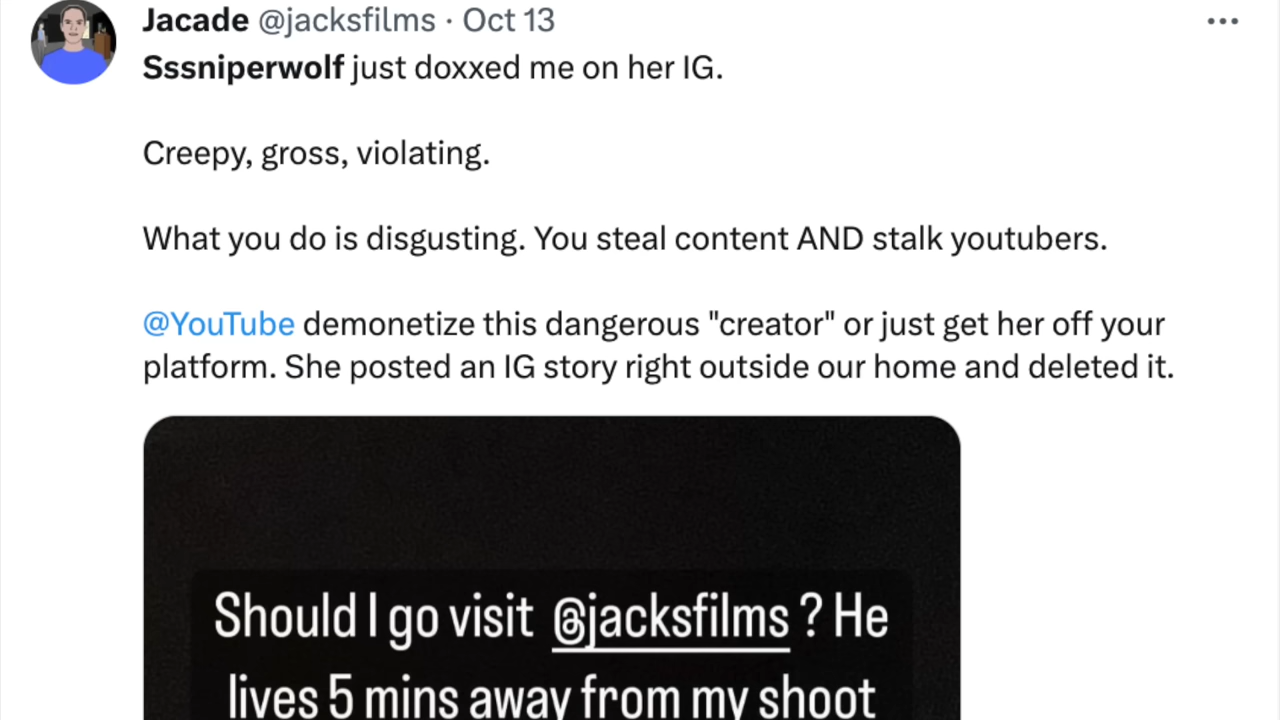 Jacade @jacksfilms · Oct 13
Sssniperwolf just doxxed me on her IG.
Creepy, gross, violating.
What you do is disgusting. You steal content AND stalk youtubers.
@YouTube demonetize this dangerous "creator" or just get her off your
platform. She posted an IG story right outside our home and deleted it.
Should I go visit @jacksfilms ? He
lives 5 mins away from my shoot